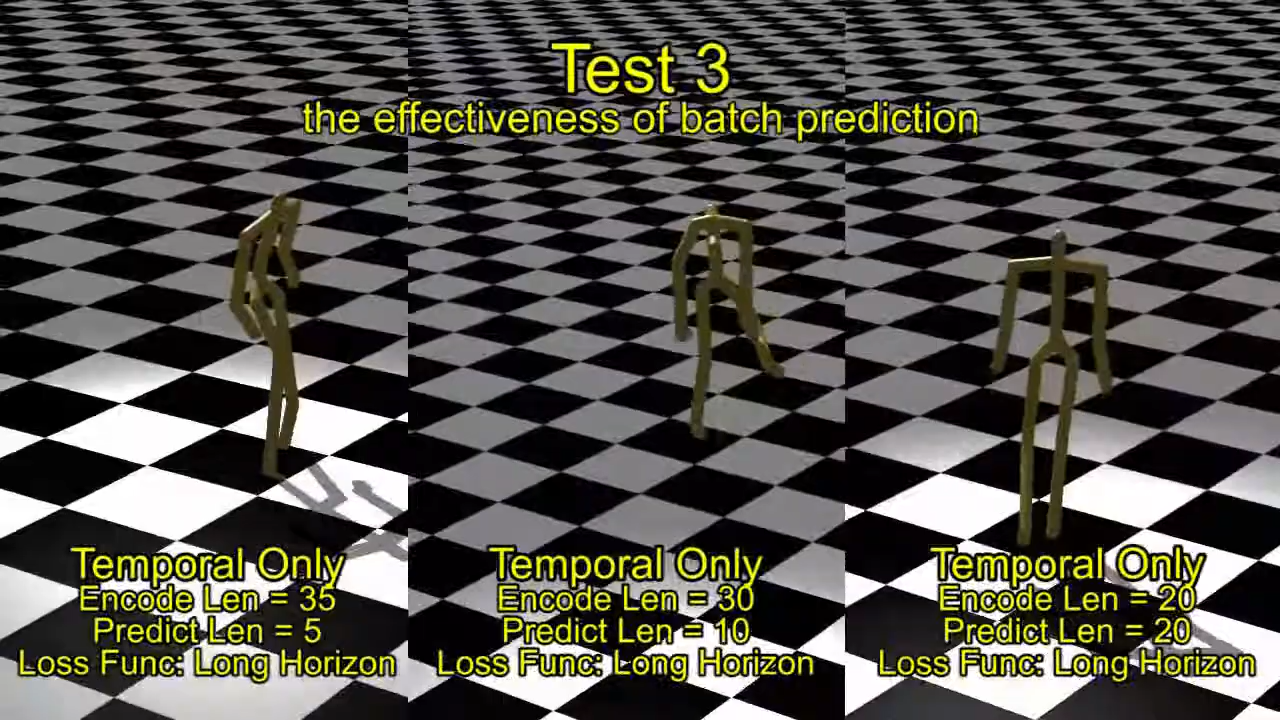 Test 3
the effectiveness of batch prediction
Temporal Only
Encode Len = 35
Predict Len = 5
Loss Func: Long Horizon
Temporal Only
Encode Len = 30
Predict Len = 10
Loss Func: Long Horizon
Temporal Only
Encode Len = 20
Predict Len = 20
Loss Func: Long Horizon